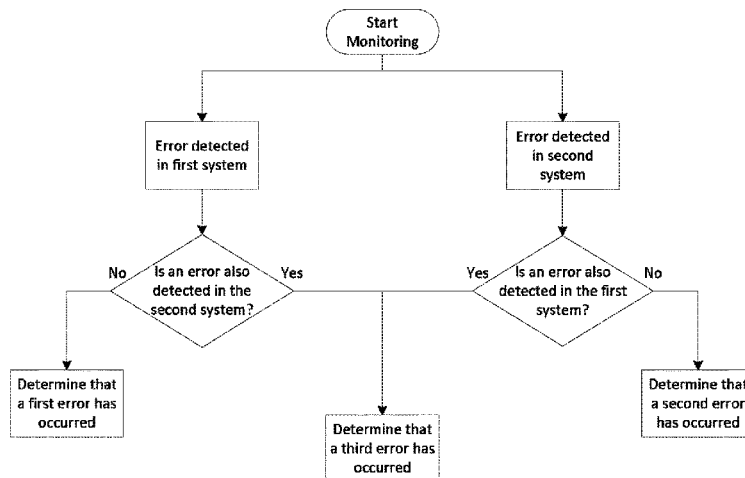 Start
Monitoring
Error detected
in first system
Error detected
in second
system
No
Is an error also
detected in the
second system?
Yes
Yes
Is an error also
detected in the first
system?
No
Determine that
a first error has
occurred
Determine that
a third error has
occurred
Determine that
a second error
has occurred